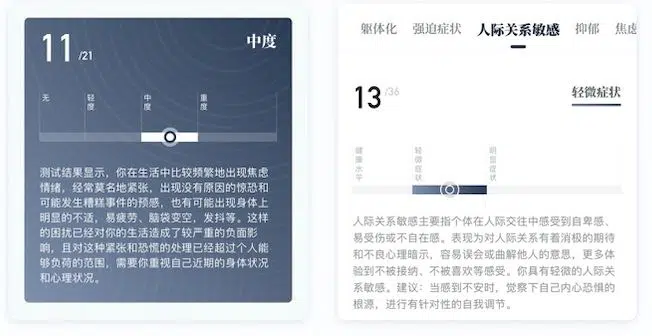 11 /21
中度
无
轻度
中度
重度
测试结果显示，你在生活中比较频繁地出现焦虑
情绪，经常莫名地紧张，出现没有原因的惊恐和
可能发生糟糕事件的预感，也有可能出现身体上
明显的不适，易疲劳、脑袋变空，发抖等。这样
的困扰已经对你的生活造成了较严重的负面影
响，且对这种紧张和恐慌的处理已经超过个人能
够负荷的范围，需要你重视自己近期的身体状况
和心理状况。
躯体化 强迫症状 人际关系敏感 抑郁 焦虑
13 /36
轻微症状
健康水平
轻微症状
明显症状
人际关系敏感主要指个体在人际交往中感受到自卑感、
易受伤或不自在感。表现为对人际关系有着消极的期待
和不良心理暗示，容易误会或曲解他人的意思，更多体
验到不被接纳、不被喜欢等感受。你具有轻微的人际关
系敏感。建议：当感到不安时，觉察下自己内心恐惧的
根源，进行有针对性的自我调节。